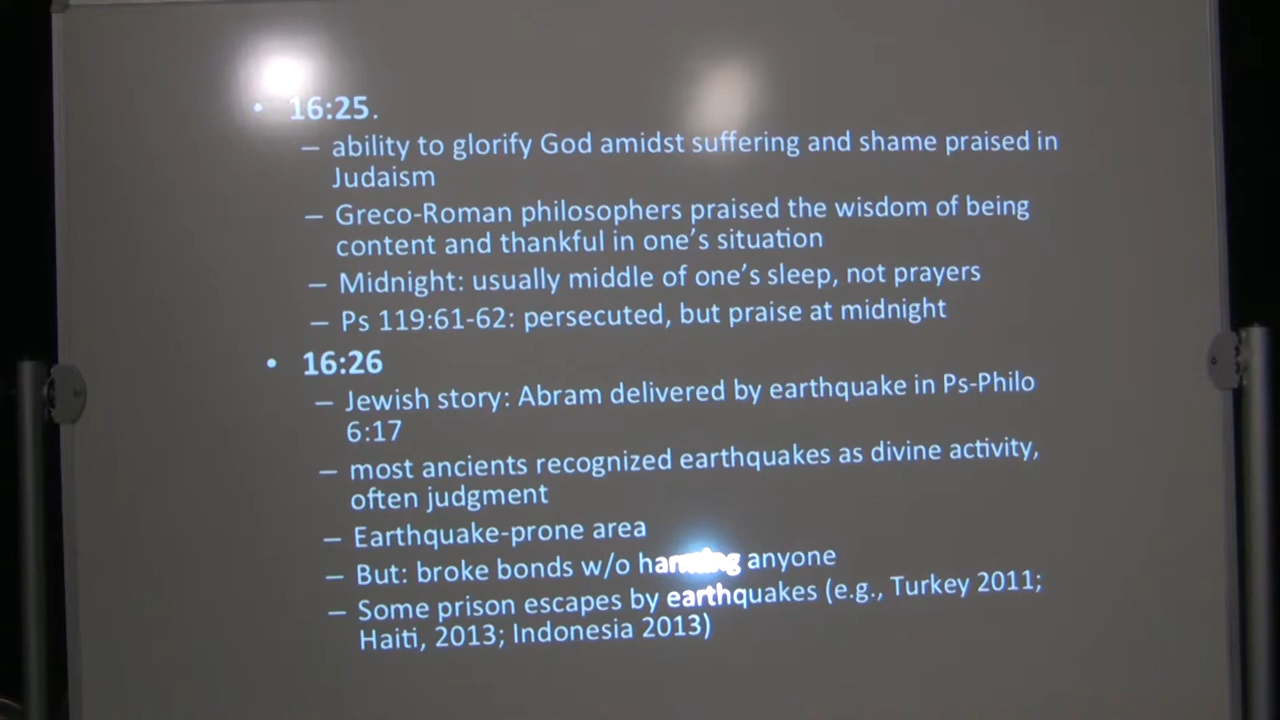 • 16:25.
– ability to glorify God amidst suffering and shame praised in
Judaism
– Greco-Roman philosophers praised the wisdom of being
content and thankful in one's situation
– Midnight: usually middle of one's sleep, not prayers
– Ps 119:61-62: persecuted, but praise at midnight
• 16:26
– Jewish story: Abram delivered by earthquake in Ps-Philo
6:17
– most ancients recognized earthquakes as divine activity,
often judgment
– Earthquake-prone area
– But: broke bonds w/o harming anyone
– Some prison escapes by earthquakes (e.g., Turkey 2011;
Haiti, 2013; Indonesia 2013)